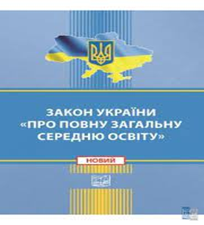 ЗАКОН УКРАЇНИ
«ПРО ПОВНУ ЗАГАЛЬНУ
СЕРЕДНЮ ОСВІТУ»
НОВИЙ